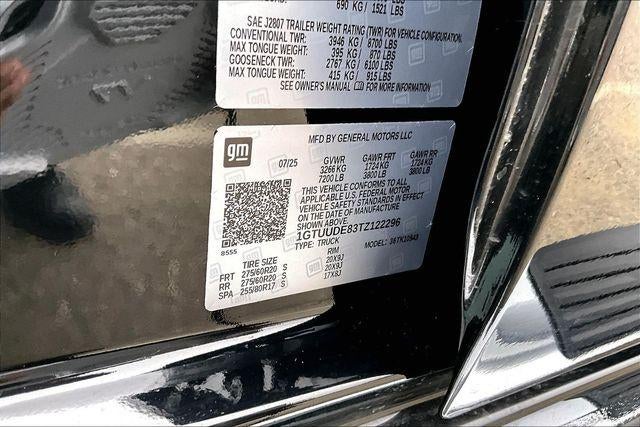 690 KG / 1521 LBS
SAE J2807 TRAILER WEIGHT RATING (TWR) FOR VEHICLE CONFIGURATION
CONVENTIONAL TWR: 3946 KG / 8700 LBS
MAX TONGUE WEIGHT: 395 KG / 870 LBS
GOOSENECK TWR: 2767 KG / 6100 LBS
MAX TONGUE WEIGHT: 415 KG / 915 LBS
SEE OWNER'S MANUAL FOR MORE INFORMATION
gm
MFD BY GENERAL MOTORS LLC
07/25 GVWR GAWR FRT GAWR RR
3266 KG 1724 KG 1724 KG
7200 LB 3800 LB 3800 LB
THIS VEHICLE CONFORMS TO ALL
APPLICABLE U.S. FEDERAL MOTOR
VEHICLE SAFETY STANDARDS IN EFFECT
ON THE DATE OF MANUFACTURE
SHOWN ABOVE.
1GTUUDE83TZ122296
8555 TYPE: TRUCK MODEL:
TIRE SIZE RIM
FRT 275/60R20 S 20X9J
RR 275/60R20 S 20X9J
SPA 255/80R17 S 17X8J